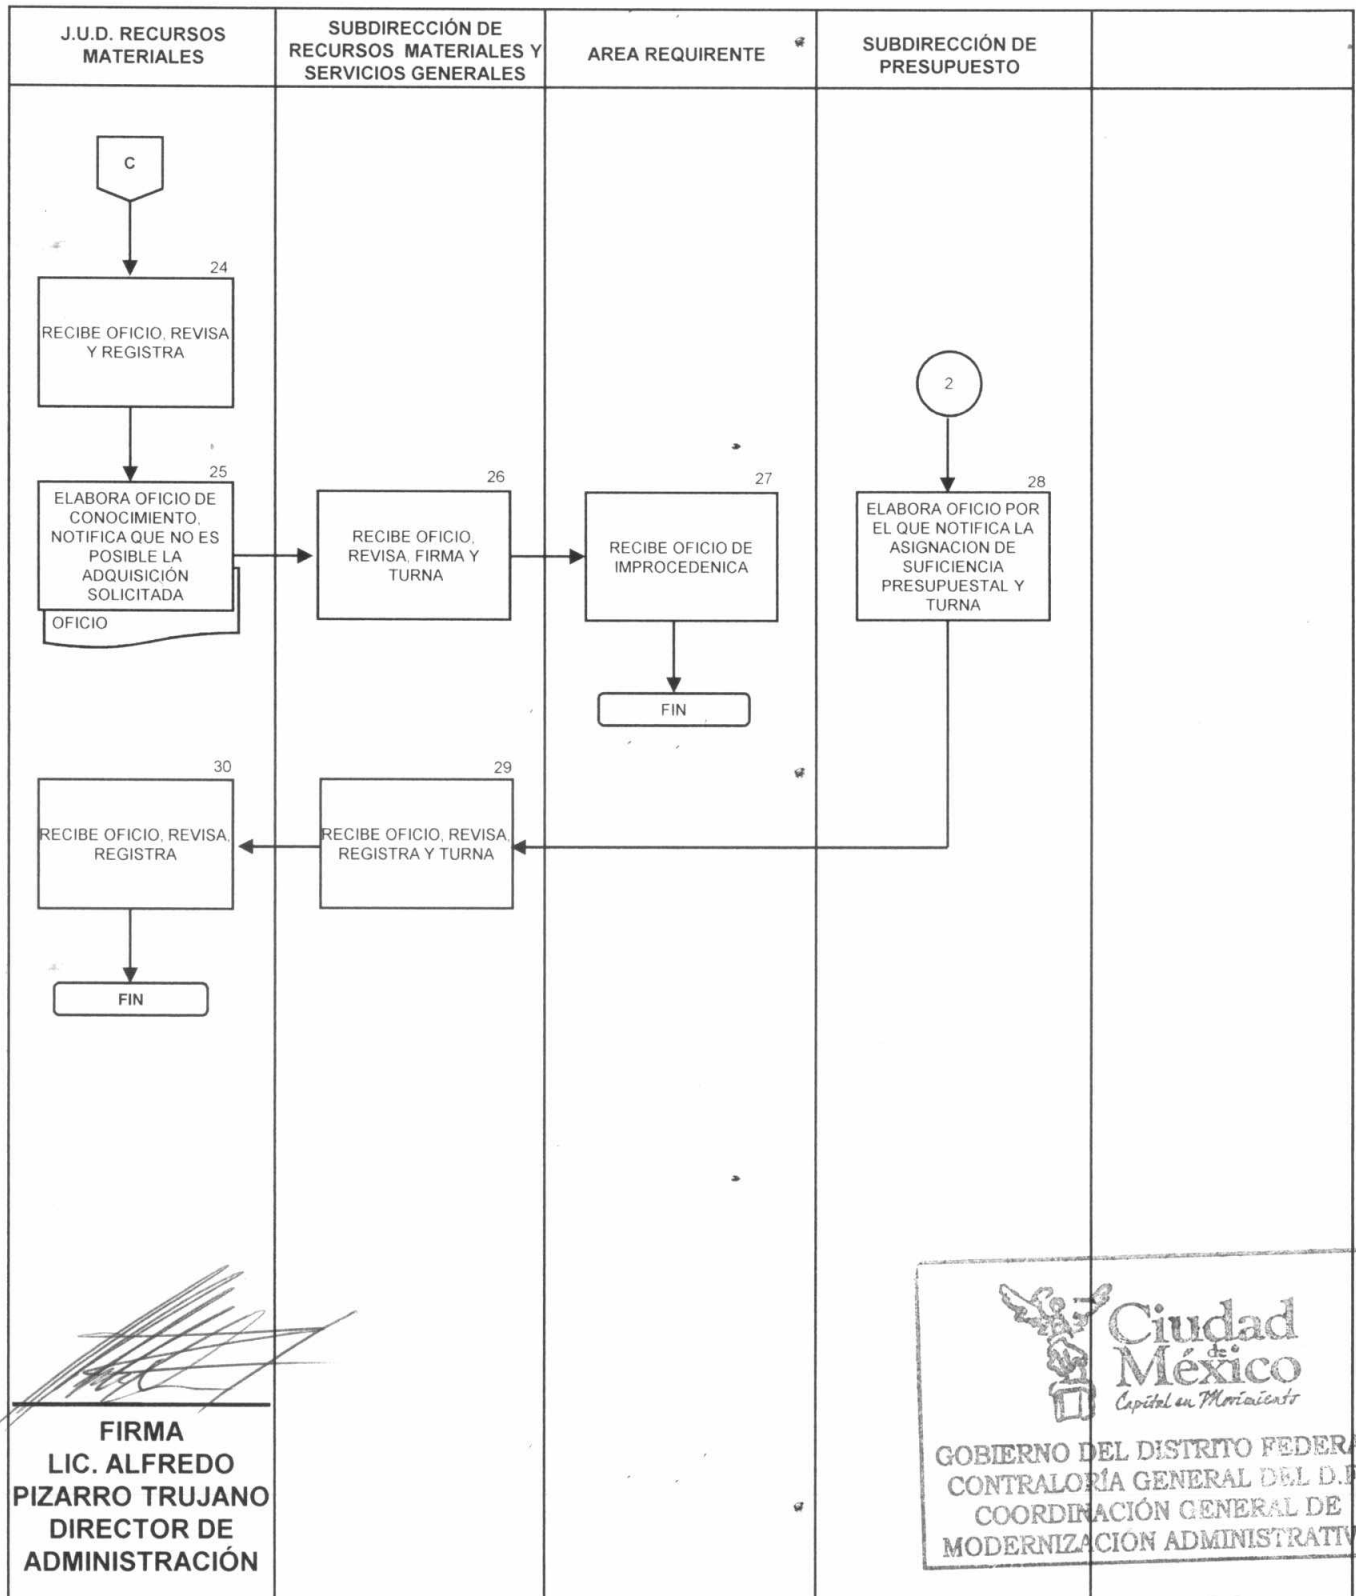 J.U.D. RECURSOS
MATERIALES
SUBDIRECCIÓN DE
RECURSOS MATERIALES Y
SERVICIOS GENERALES
AREA REQUIRENTE
SUBDIRECCIÓN DE
PRESUPUESTO
C
24
RECIBE OFICIO, REVISA
Y REGISTRA
25
ELABORA OFICIO DE
CONOCIMIENTO,
NOTIFICA QUE NO ES
POSIBLE LA
ADQUISICIÓN
SOLICITADA
OFICIO
26
RECIBE OFICIO,
REVISA, FIRMA Y
TURNA
27
RECIBE OFICIO DE
IMPROCEDENICA
FIN
2
28
ELABORA OFICIO POR
EL QUE NOTIFICA LA
ASIGNACION DE
SUFICIENCIA
PRESUPUESTAL Y
TURNA
29
RECIBE OFICIO, REVISA,
REGISTRA Y TURNA
30
RECIBE OFICIO, REVISA,
REGISTRA
FIN
FIRMA
LIC. ALFREDO
PIZARRO TRUJANO
DIRECTOR DE
ADMINISTRACIÓN
Ciudad
de
México
Capital en Movimiento
GOBIERNO DEL DISTRITO FEDERA
CONTRALORÍA GENERAL DEL D.F
COORDINACIÓN GENERAL DE
MODERNIZACIÓN ADMINISTRATIV